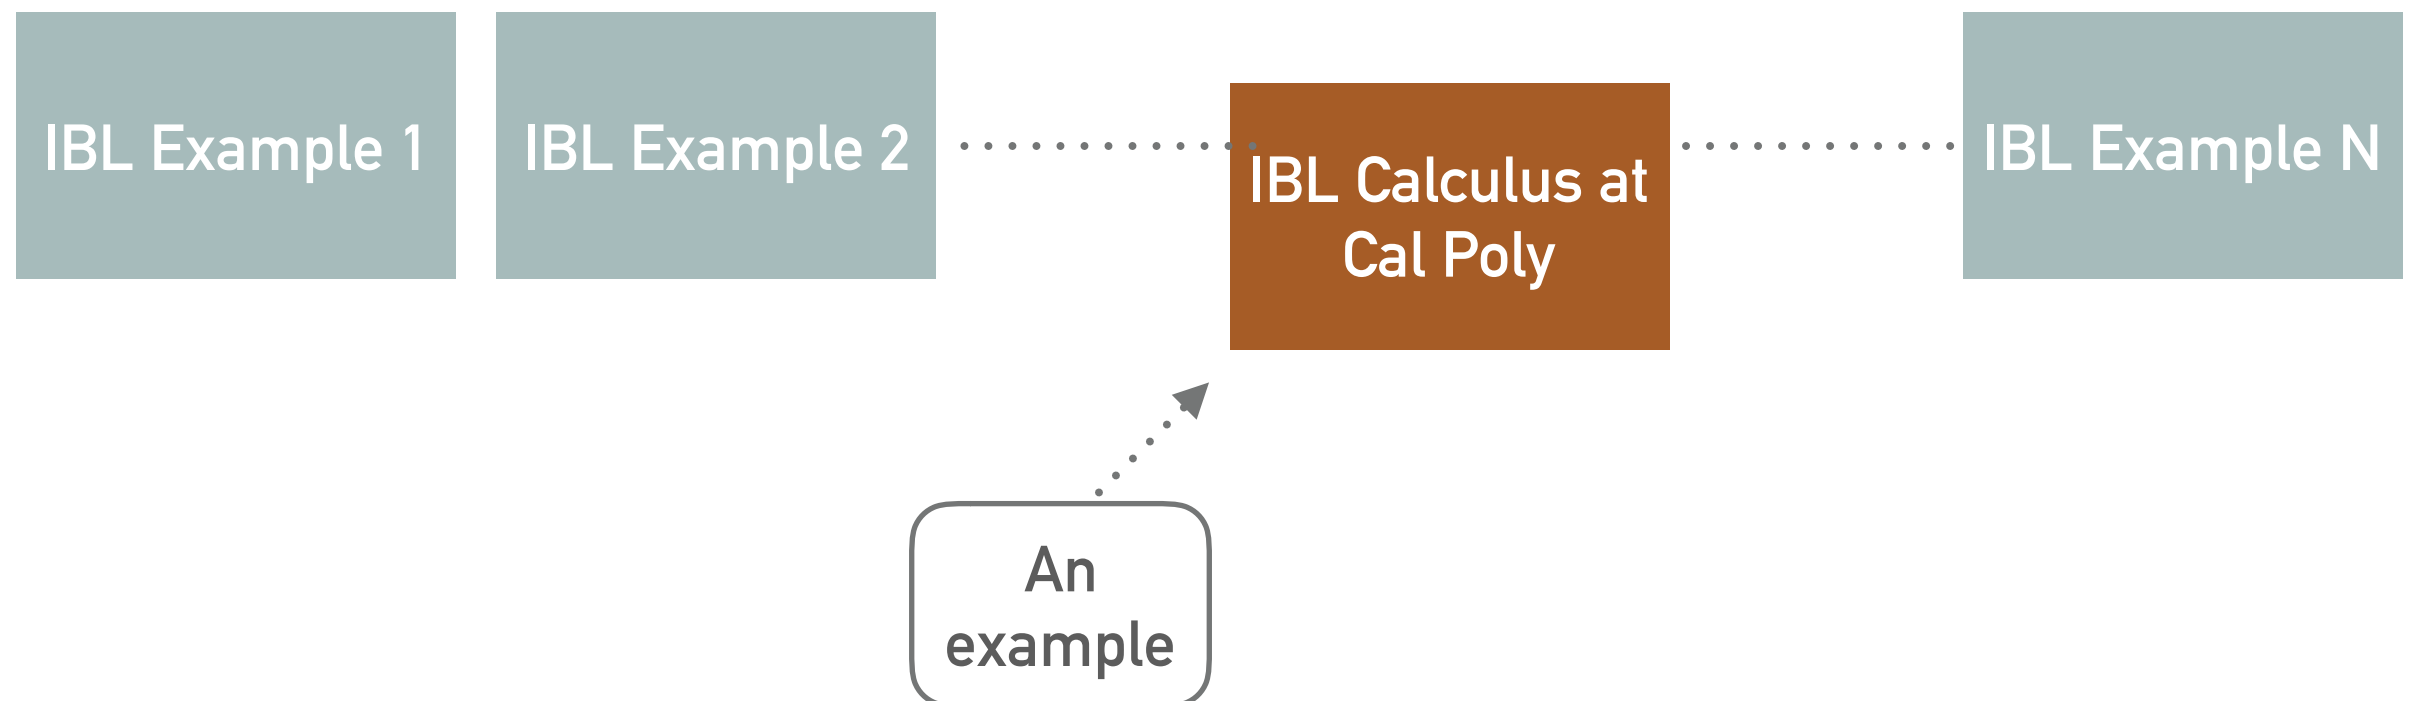 IBL Example 1
IBL Example 2
IBL Calculus at
Cal Poly
IBL Example N
An
example